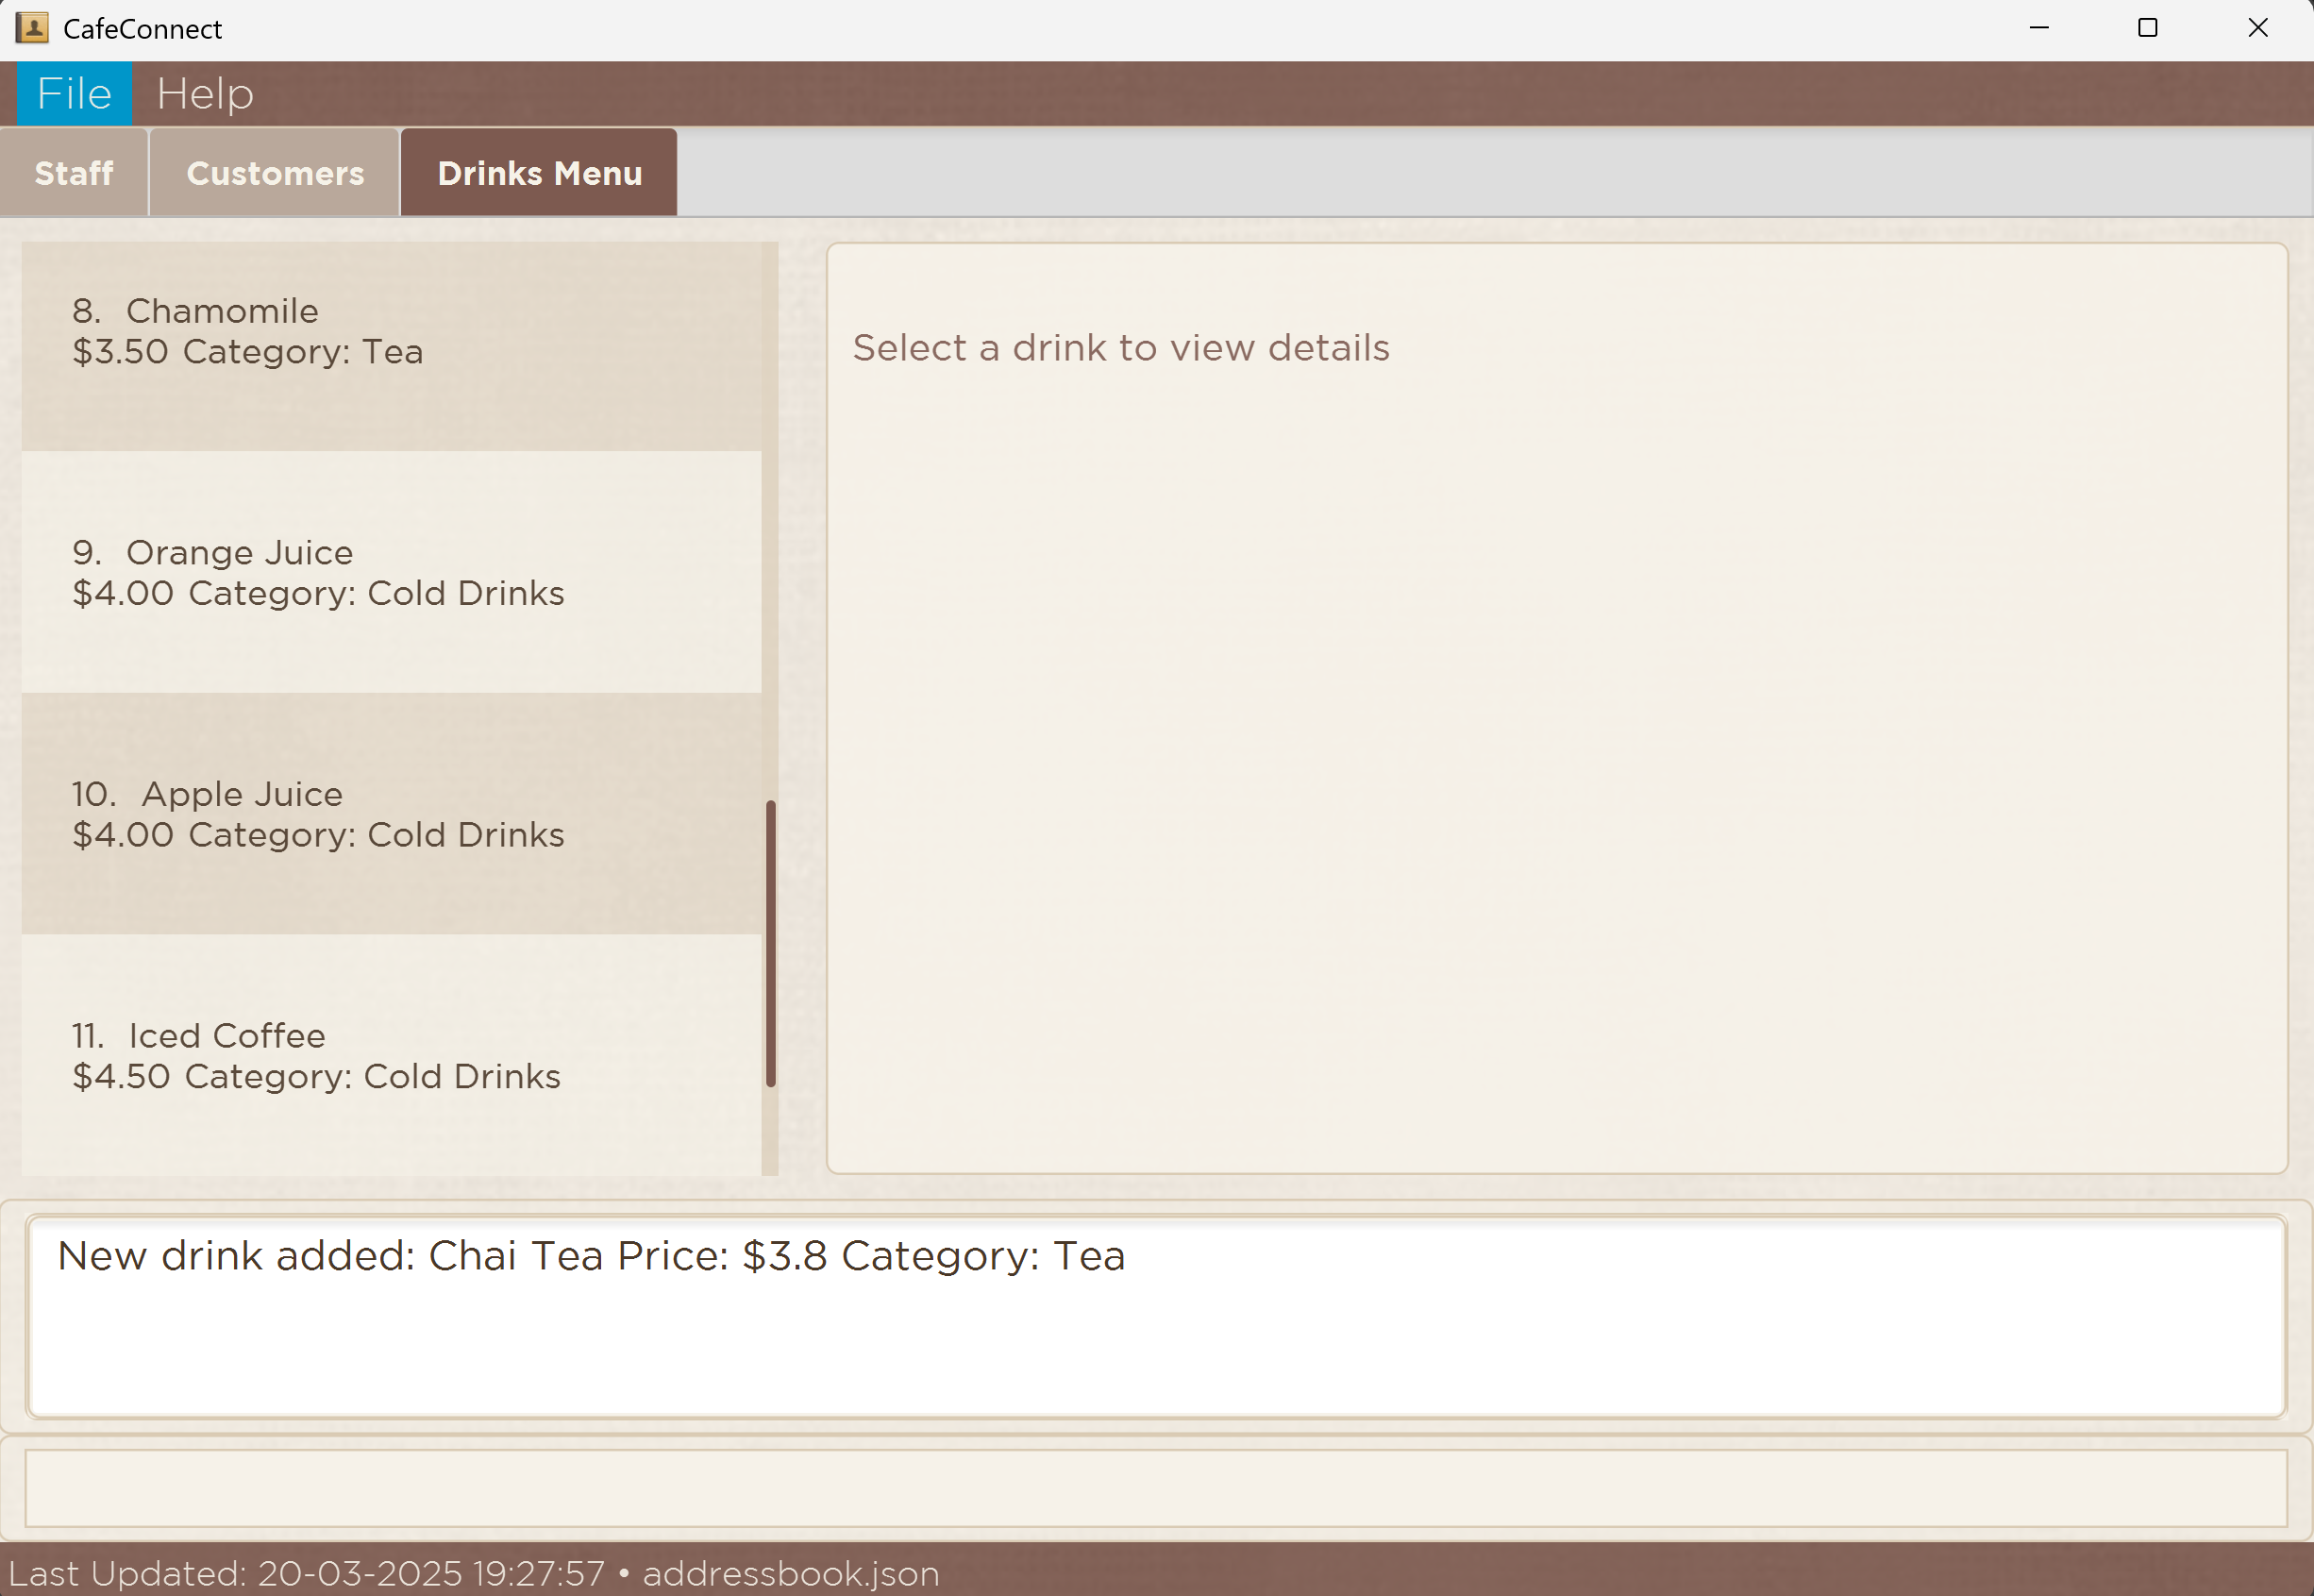 CafeConnect
File Help
Staff Customers Drinks Menu
8. Chamomile
$3.50 Category: Tea
9. Orange Juice
$4.00 Category: Cold Drinks
10. Apple Juice
$4.00 Category: Cold Drinks
11. Iced Coffee
$4.50 Category: Cold Drinks
Select a drink to view details
New drink added: Chai Tea Price: $3.8 Category: Tea
Last Updated: 20-03-2025 19:27:57 • addressbook.json